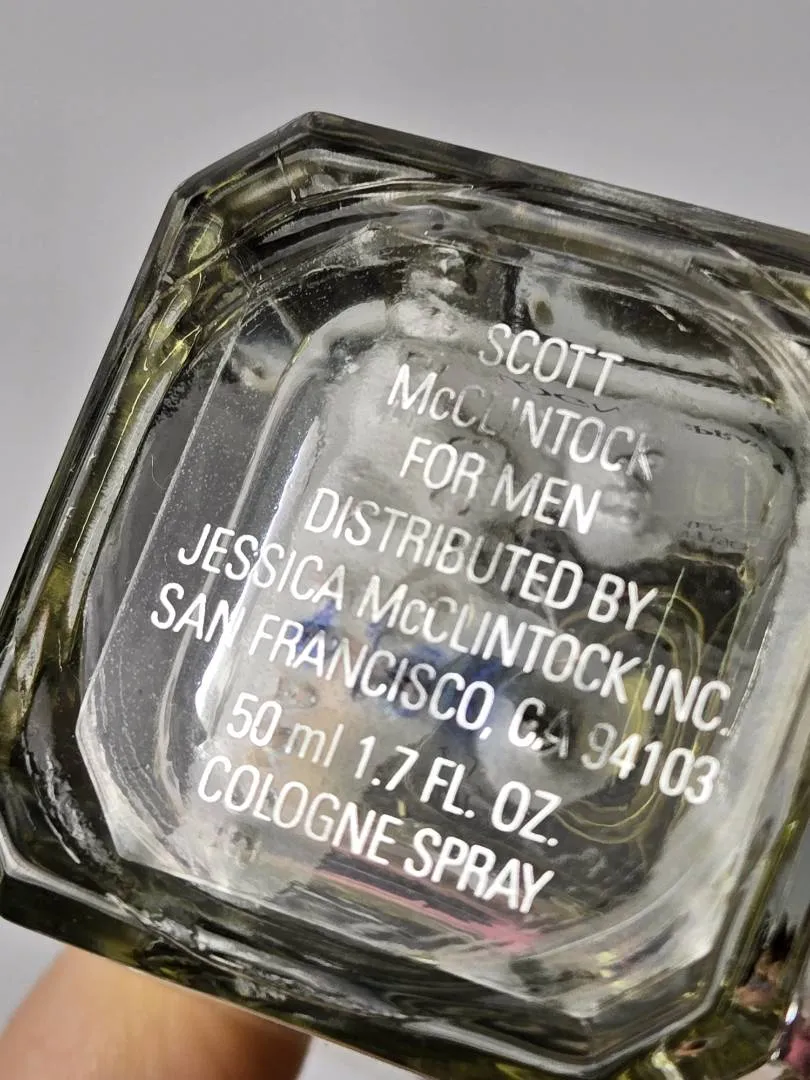 SCOTT
McCLINTOCK
FOR MEN
DISTRIBUTED BY
JESSICA McCLINTOCK INC.
SAN FRANCISCO, CA 94103
50 ml 1.7 FL. OZ.
COLOGNE SPRAY